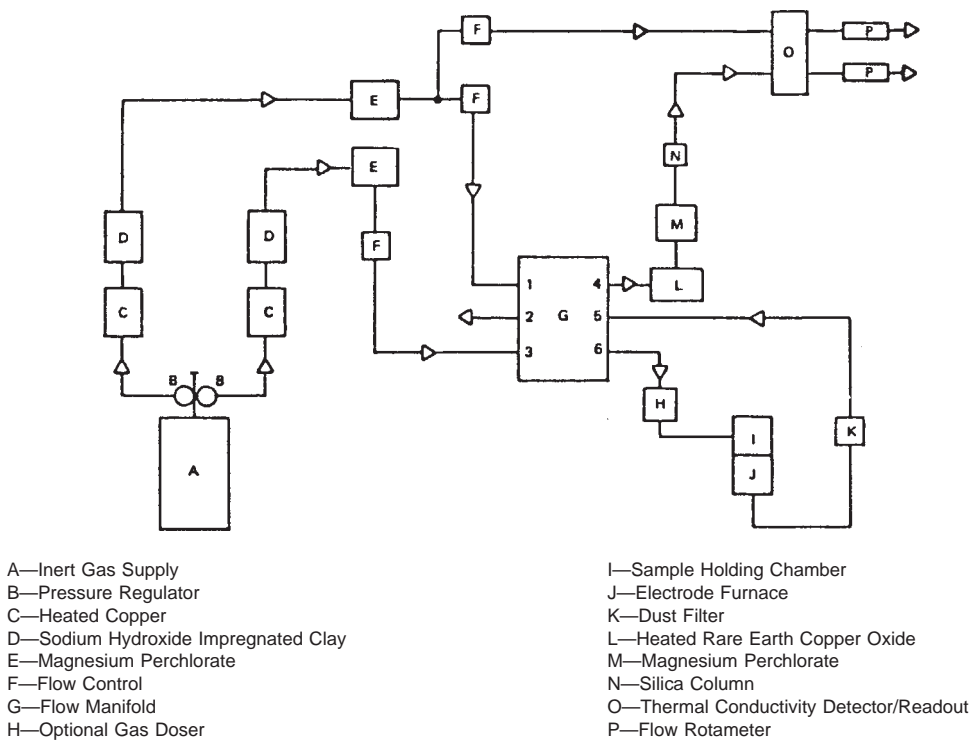 F
P
O
P
E
F
N
E
D
D
M
F
1
4
L
C
C
2
G
5
3
6
B
B
H
I
K
A
J
A—Inert Gas Supply
B—Pressure Regulator
C—Heated Copper
D—Sodium Hydroxide Impregnated Clay
E—Magnesium Perchlorate
F—Flow Control
G—Flow Manifold
H—Optional Gas Doser
I—Sample Holding Chamber
J—Electrode Furnace
K—Dust Filter
L—Heated Rare Earth Copper Oxide
M—Magnesium Perchlorate
N—Silica Column
O—Thermal Conductivity Detector/Readout
P—Flow Rotameter